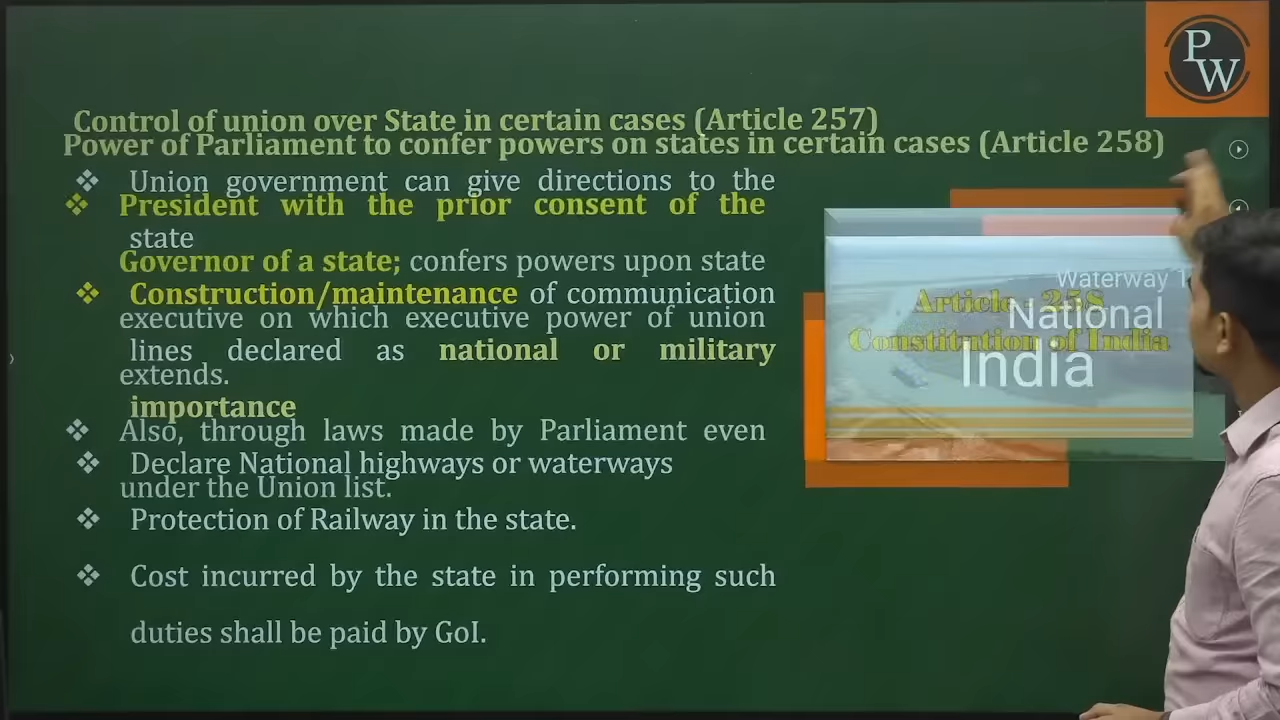 PW
Control of union over State in certain cases (Article 257)
Power of Parliament to confer powers on states in certain cases (Article 258)
Union government can give directions to the
President with the prior consent of the
state
Governor of a state; confers powers upon state
Construction/maintenance of communication
executive on which executive power of union
lines declared as national or military
extends.
importance
Also, through laws made by Parliament even
Declare National highways or waterways
under the Union list.
Protection of Railway in the state.
Cost incurred by the state in performing such
duties shall be paid by GoI.
Waterway 1
Article - 258
National
Constitution of India
India